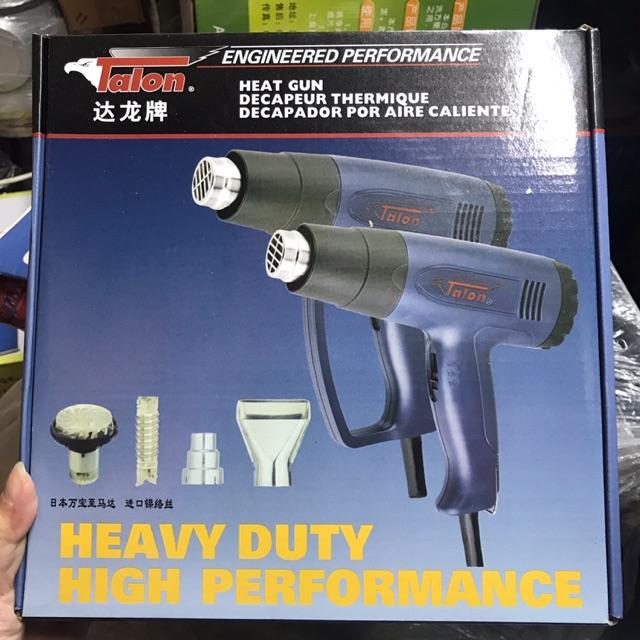 ENGINEERED PERFORMANCE
Talon®
达龙牌
HEAT GUN
DECAPEUR THERMIQUE
DECAPADOR POR AIRE CALIENTE
Talon
Talon®
日本万宝至马达 进口镍络丝
HEAVY DUTY
HIGH PERFORMANCE